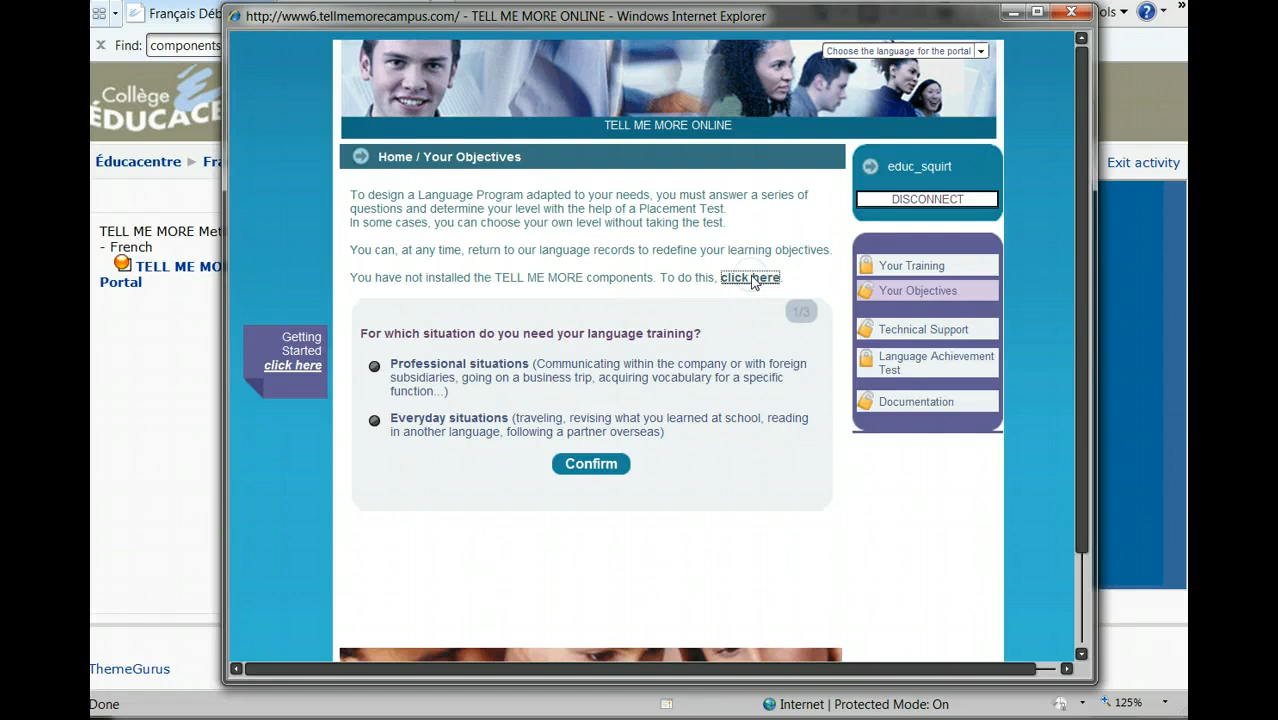 Français Déb
http://www6.tellmemorecampus.com/ - TELL ME MORE ONLINE - Windows Internet Explorer
Find: components
Choose the language for the portal
Collège
ÉDUCACE
TELL ME MORE ONLINE
Éducacentre
Exit activity
Home / Your Objectives
educ_squirt
DISCONNECT
To design a Language Program adapted to your needs, you must answer a series of
questions and determine your level with the help of a Placement Test.
In some cases, you can choose your own level without taking the test.
You can, at any time, return to our language records to redefine your learning objectives.
You have not installed the TELL ME MORE components. To do this, click here.
TELL ME MORE Met
- French
TELL ME MO
Portal
Your Training
Your Objectives
Technical Support
Language Achievement
Test
Documentation
1/3
For which situation do you need your language training?
Professional situations (Communicating within the company or with foreign
subsidiaries, going on a business trip, acquiring vocabulary for a specific
function...)
Everyday situations (traveling, revising what you learned at school, reading
in another language, following a partner overseas)
Confirm
Getting
Started
click here
ThemeGurus
Done
Internet | Protected Mode: On
125%